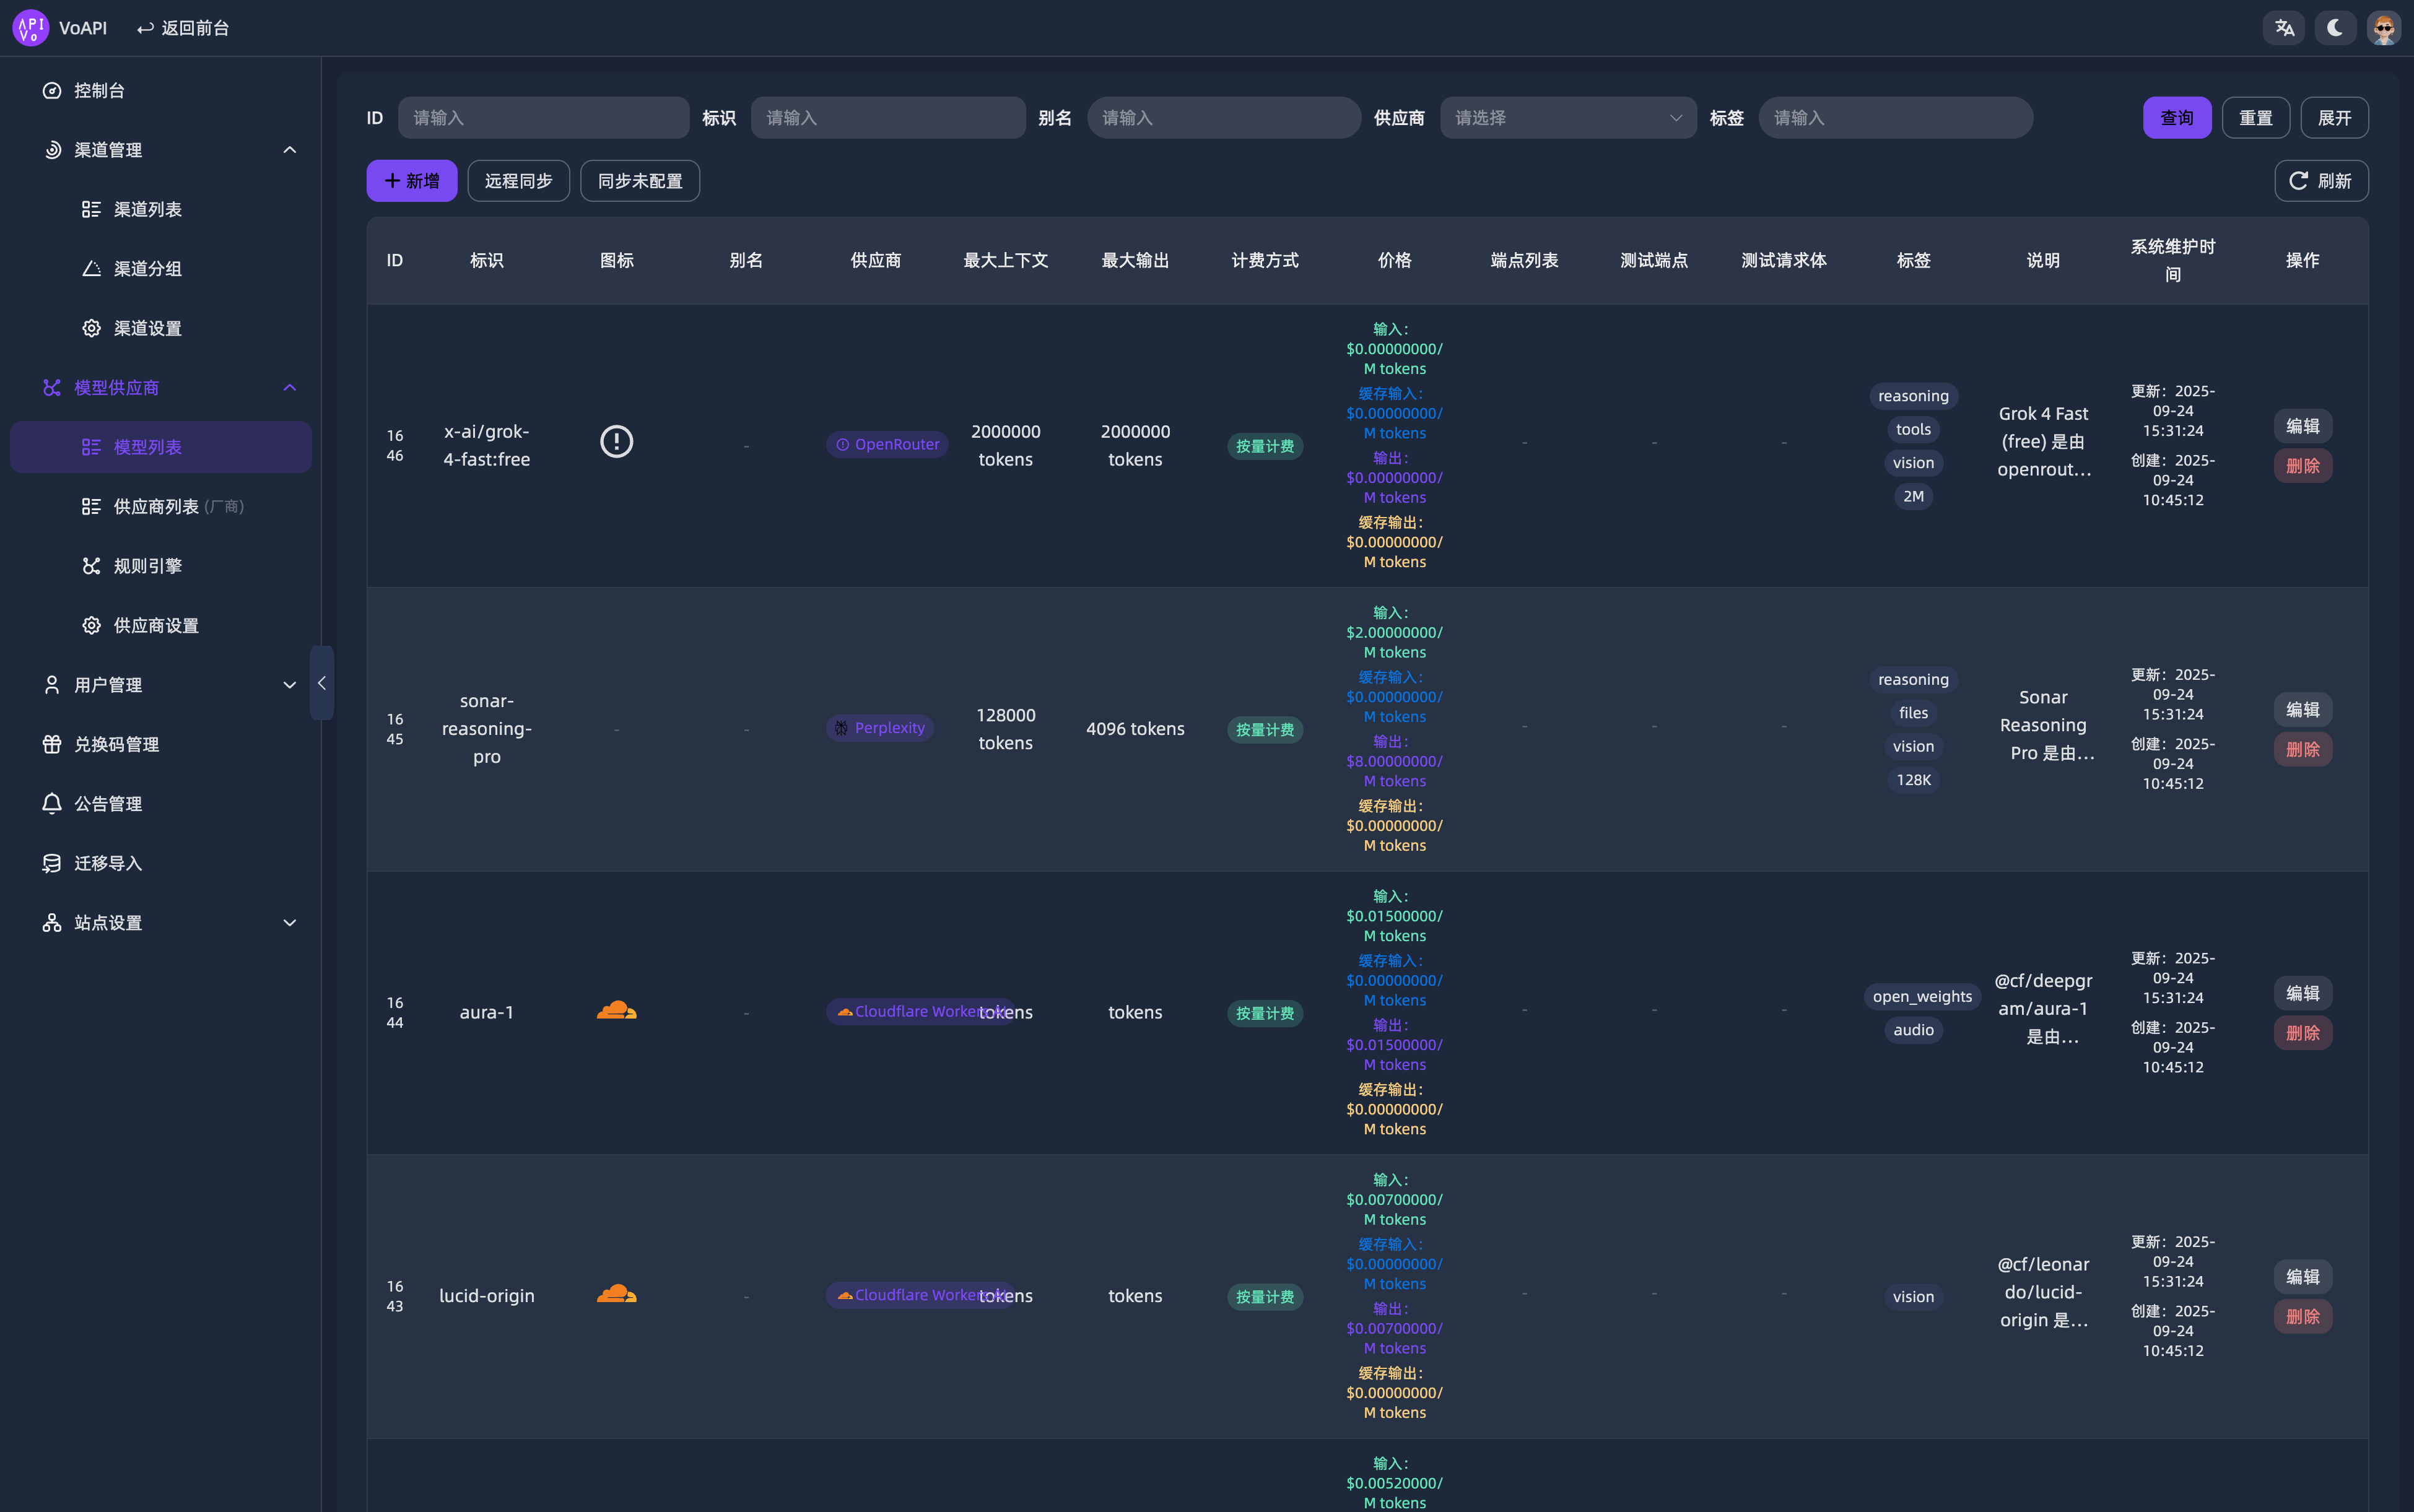 VoAPI
返回前台
控制台
渠道管理
渠道列表
渠道分组
渠道设置
模型供应商
模型列表
供应商列表 (厂商)
规则引擎
供应商设置
用户管理
兑换码管理
公告管理
迁移导入
站点设置
ID 请输入 标识 请输入 别名 请输入 供应商 请选择 标签 请输入 查询 重置 展开
新增 远程同步 同步未配置 刷新
ID 标识 图标 别名 供应商 最大上下文 最大输出 计费方式 价格 端点列表 测试端点 测试请求体 标签 说明 系统维护时
间 操作
16
46
x-ai/grok-
4-fast:free
-
OpenRouter
2000000
tokens
2000000
tokens
按量计费
输入：
$0.00000000/
M tokens
缓存输入：
$0.00000000/
M tokens
输出：
$0.00000000/
M tokens
缓存输出：
$0.00000000/
M tokens
-
-
-
reasoning
tools
vision
2M
Grok 4 Fast
(free) 是由
openrout...
更新：2025-
09-24
15:31:24
创建：2025-
09-24
10:45:12
编辑
删除
16
45
sonar-
reasoning-
pro
-
-
Perplexity
128000
tokens
4096 tokens
按量计费
输入：
$2.00000000/
M tokens
缓存输入：
$0.00000000/
M tokens
输出：
$8.00000000/
M tokens
缓存输出：
$0.00000000/
M tokens
-
-
-
reasoning
files
vision
128K
Sonar
Reasoning
Pro 是由...
更新：2025-
09-24
15:31:24
创建：2025-
09-24
10:45:12
编辑
删除
16
44
aura-1
-
Cloudflare Workers AI
tokens
tokens
按量计费
输入：
$0.01500000/
M tokens
缓存输入：
$0.00000000/
M tokens
输出：
$0.01500000/
M tokens
缓存输出：
$0.00000000/
M tokens
-
-
-
open_weights
audio
@cf/deepgr
am/aura-1
是由...
更新：2025-
09-24
15:31:24
创建：2025-
09-24
10:45:12
编辑
删除
16
43
lucid-origin
-
Cloudflare Workers AI
tokens
tokens
按量计费
输入：
$0.00700000/
M tokens
缓存输入：
$0.00000000/
M tokens
输出：
$0.00700000/
M tokens
缓存输出：
$0.00000000/
M tokens
-
-
-
vision
@cf/leonar
do/lucid-
origin 是...
更新：2025-
09-24
15:31:24
创建：2025-
09-24
10:45:12
编辑
删除
输入：
$0.00520000/
M tokens